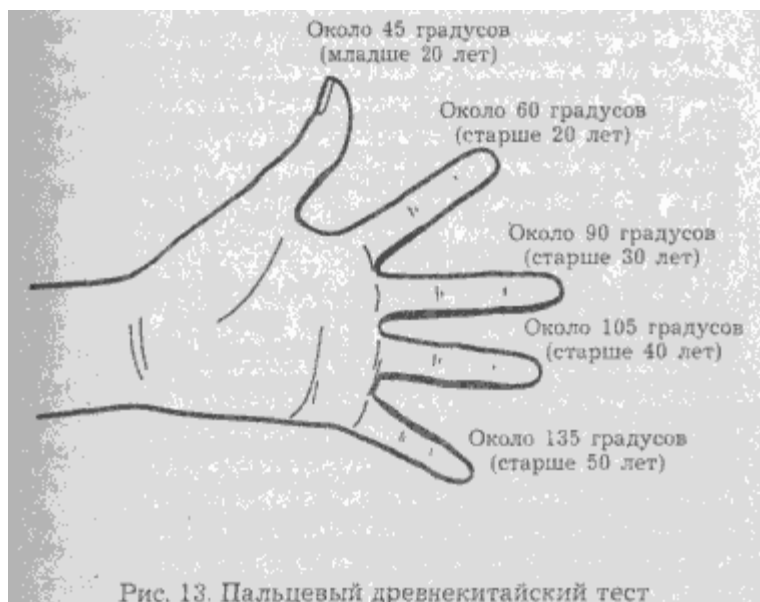 Около 45 градусов
(младше 20 лет)
Около 60 градусов
(старше 20 лет)
Около 90 градусов
(старше 30 лет)
Около 105 градусов
(старше 40 лет)
Около 135 градусов
(старше 50 лет)
Рис. 13. Пальцевый древнекитайский тест